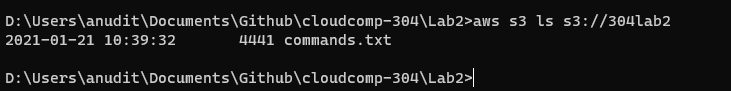 D:\Users\anudit\Documents\Github\cloudcomp-304\Lab2>aws s3 ls s3://304lab2
2021-01-21 10:39:32       4441 commands.txt
D:\Users\anudit\Documents\Github\cloudcomp-304\Lab2>